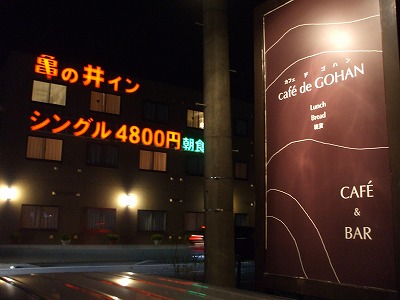 亀の井イン
シングル4800円朝食
カフェ デ ゴハン
café de GOHAN
Lunch
Bread
CAFÉ
&
BAR